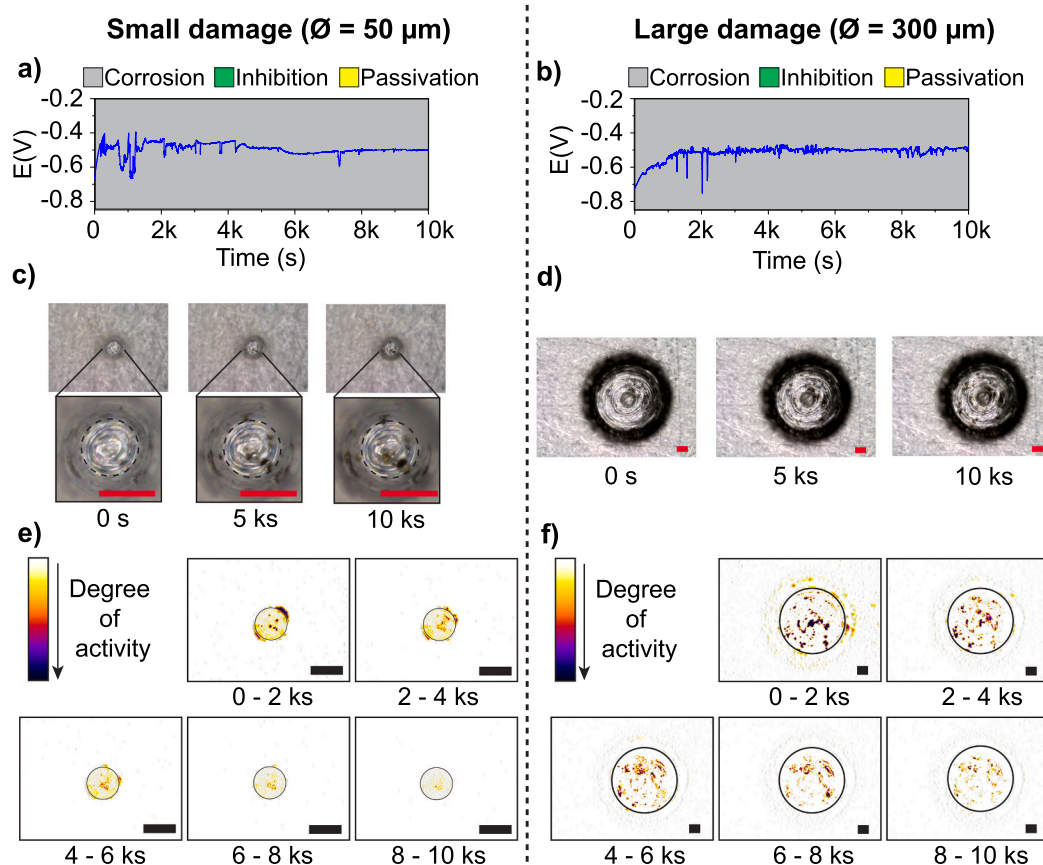 Small damage (Ø = 50 µm)
Large damage (Ø = 300 µm)
a)
Corrosion Inhibition Passivation
-0.2
-0.4
-0.6
-0.8
E(V)
0 2k 4k 6k 8k 10k
Time (s)
b)
Corrosion Inhibition Passivation
-0.2
-0.4
-0.6
-0.8
E(V)
0 2k 4k 6k 8k 10k
Time (s)
c)
0 s 5 ks 10 ks
d)
0 s 5 ks 10 ks
e)
Degree
of
activity
0 - 2 ks 2 - 4 ks
4 - 6 ks 6 - 8 ks 8 - 10 ks
f)
Degree
of
activity
0 - 2 ks 2 - 4 ks
4 - 6 ks 6 - 8 ks 8 - 10 ks